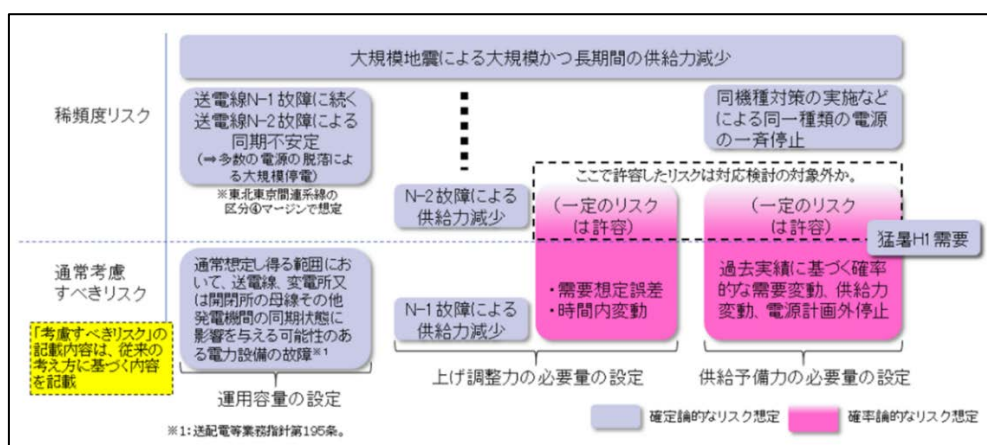 大規模地震による大規模かつ長期間の供給力減少
稀頻度リスク
送電線N-1故障に続く
送電線N-2故障による
同期不安定
(⇒多数の電源の脱落によ
る大規模停電)
※東北東京間連系線の
区分④マージンで想定
N-2故障による
供給力減少
同機種対策の実施など
による同一種類の電源
の一斉停止
ここで許容したリスクは対応検討の対象外か。
(一定のリスク
は許容)
(一定のリスク
は許容)
猛暑H1需要
通常考慮
すべきリスク
「考慮すべきリスク」の
記載内容は、従来の
考え方に基づく内容
を記載
通常想定し得る範囲にお
いて、送電線、変電所又
は開閉所の母線その他
発電機間の同期状態に
影響を与える可能性の
ある電力設備の故障※1
N-1故障による
供給力減少
・需要想定誤差
・時間内変動
過去実績に基づく確率
的な需要変動、供給力
変動、電源計画外停止
運用容量の設定
上げ調整力の必要量の設定
供給予備力の必要量の設定
※1:送配電等業務指針第195条。
確定論的なリスク想定
確率論的なリスク想定